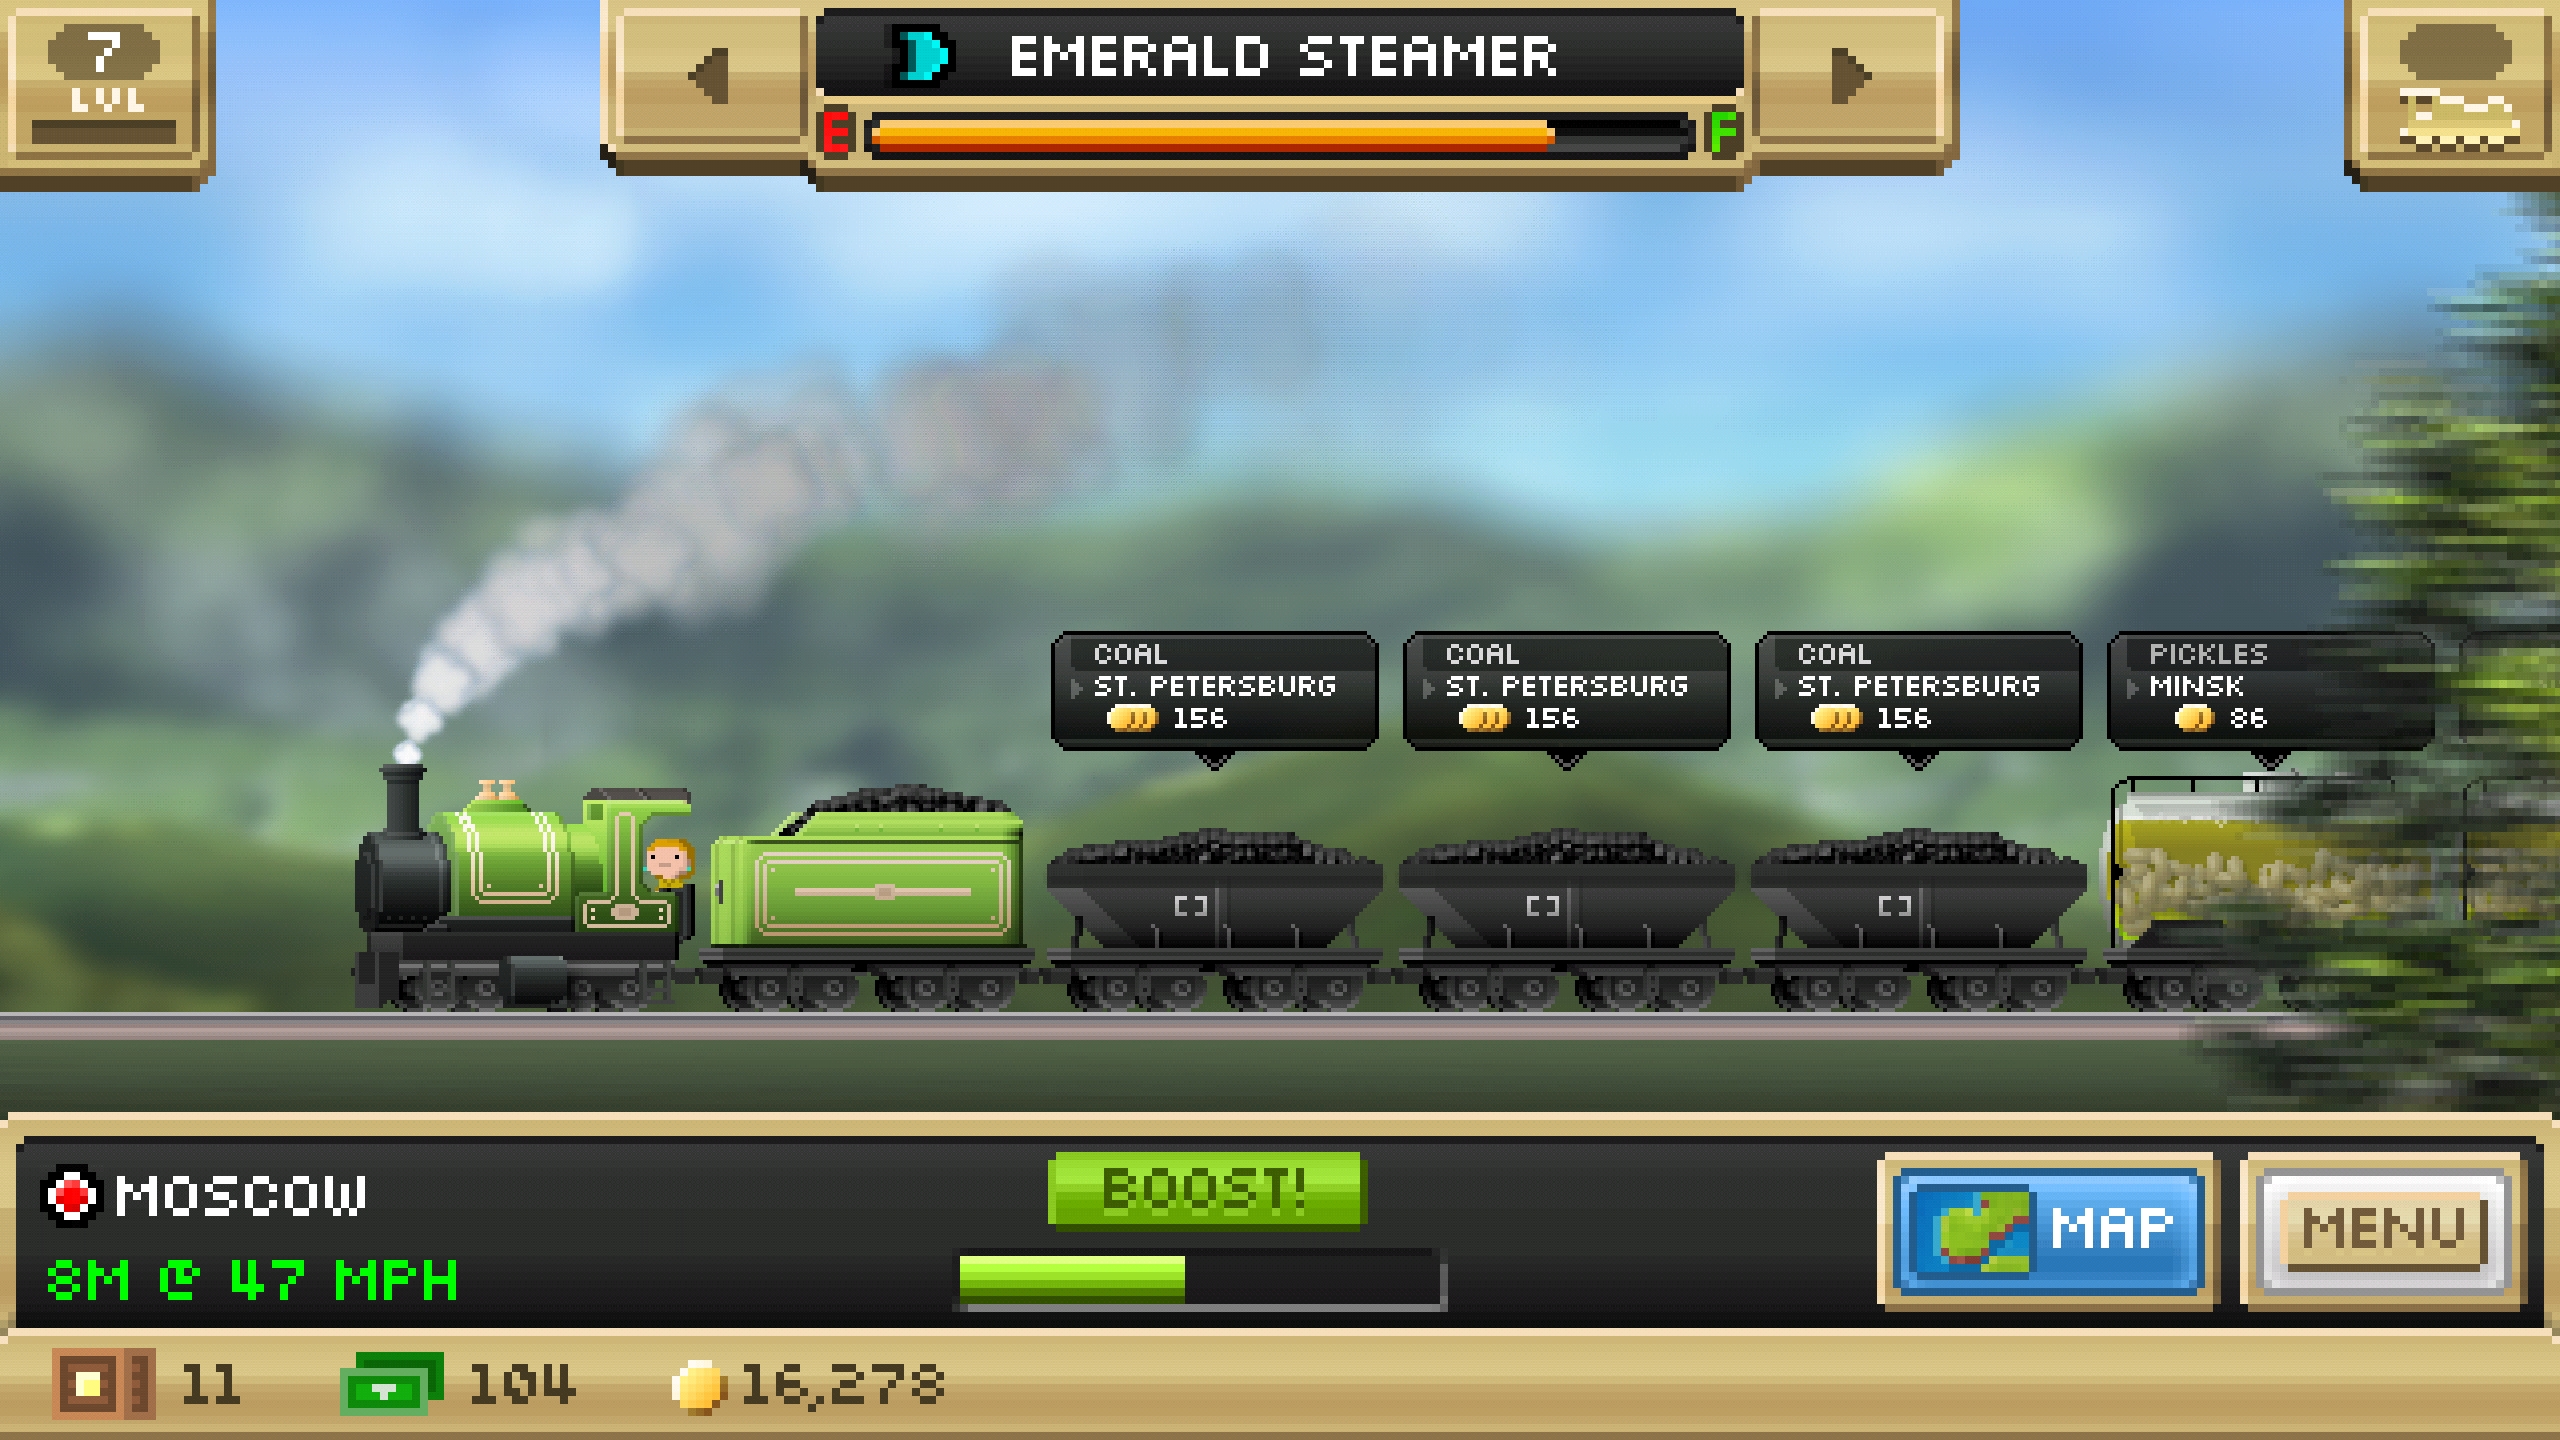 7
LVL
EMERALD STEAMER
E
F
COAL
ST. PETERSBURG
156
COAL
ST. PETERSBURG
156
COAL
ST. PETERSBURG
156
PICKLES
MINSK
86
MOSCOW
8M @ 47 MPH
BOOST!
MAP
MENU
11
104
16,278